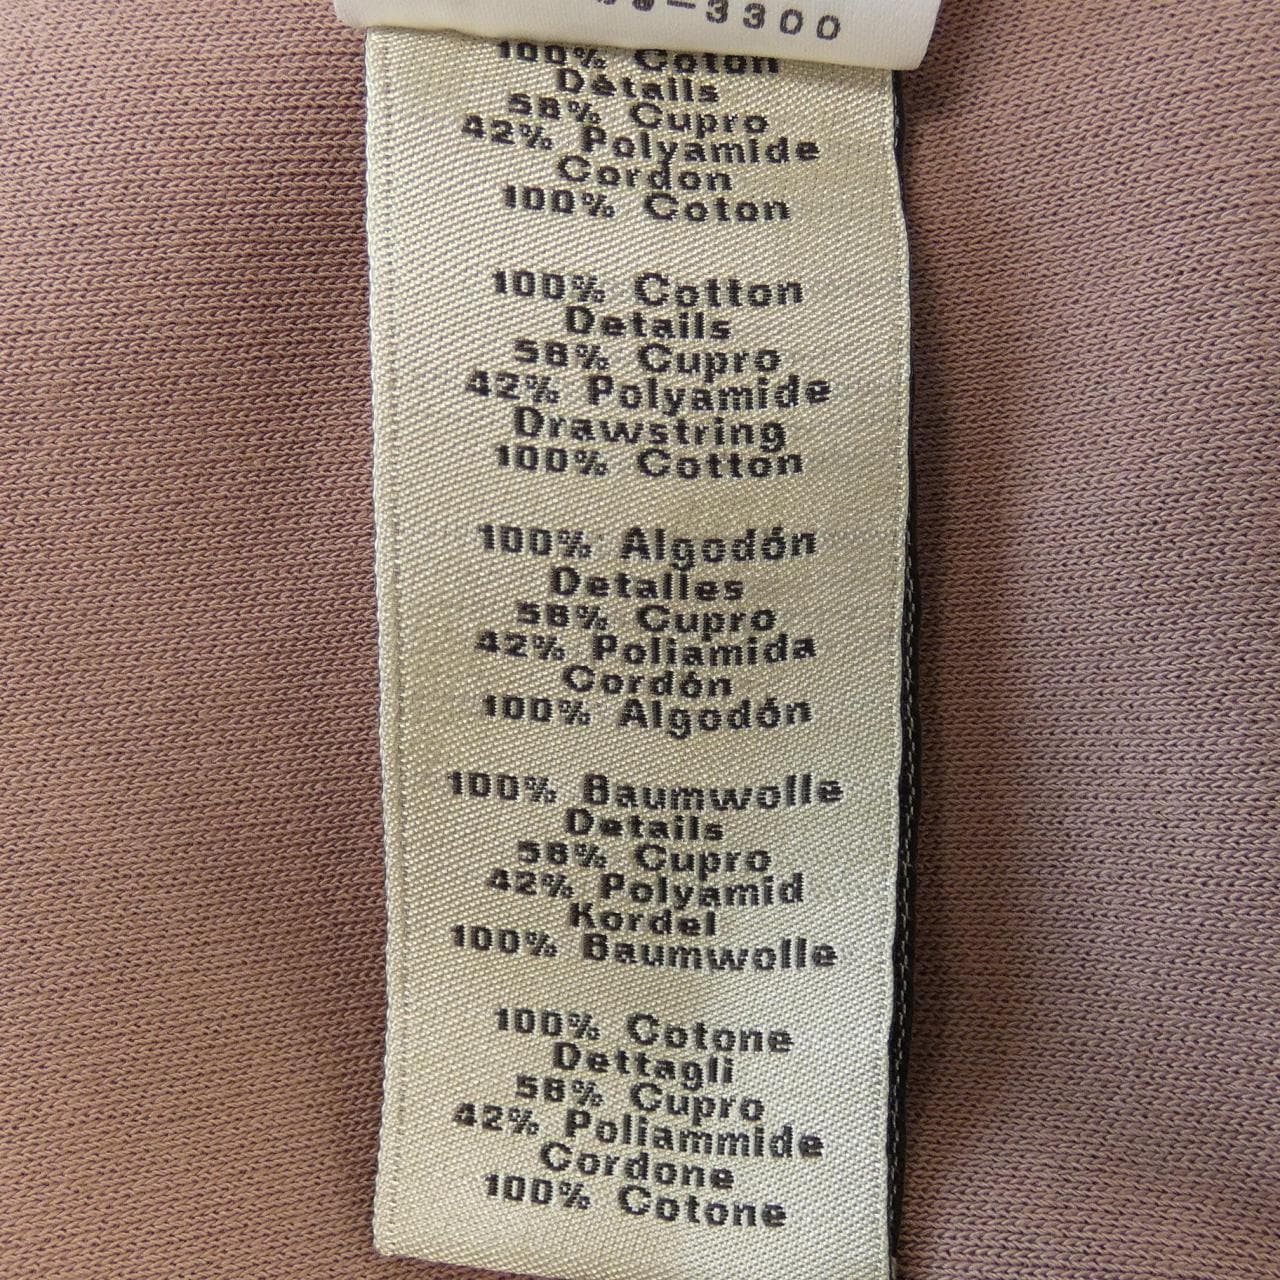 -3300
100% Coton
Détails
58% Cupro
42% Polyamide
Cordon
100% Coton
100% Cotton
Details
58% Cupro
42% Polyamide
Drawstring
100% Cotton
100% Algodón
Detalles
58% Cupro
42% Poliamida
Cordón
100% Algodón
100% Baumwolle
Details
58% Cupro
42% Polyamid
Kordel
100% Baumwolle
100% Cotone
Dettagli
58% Cupro
42% Poliammide
Cordone
100% Cotone